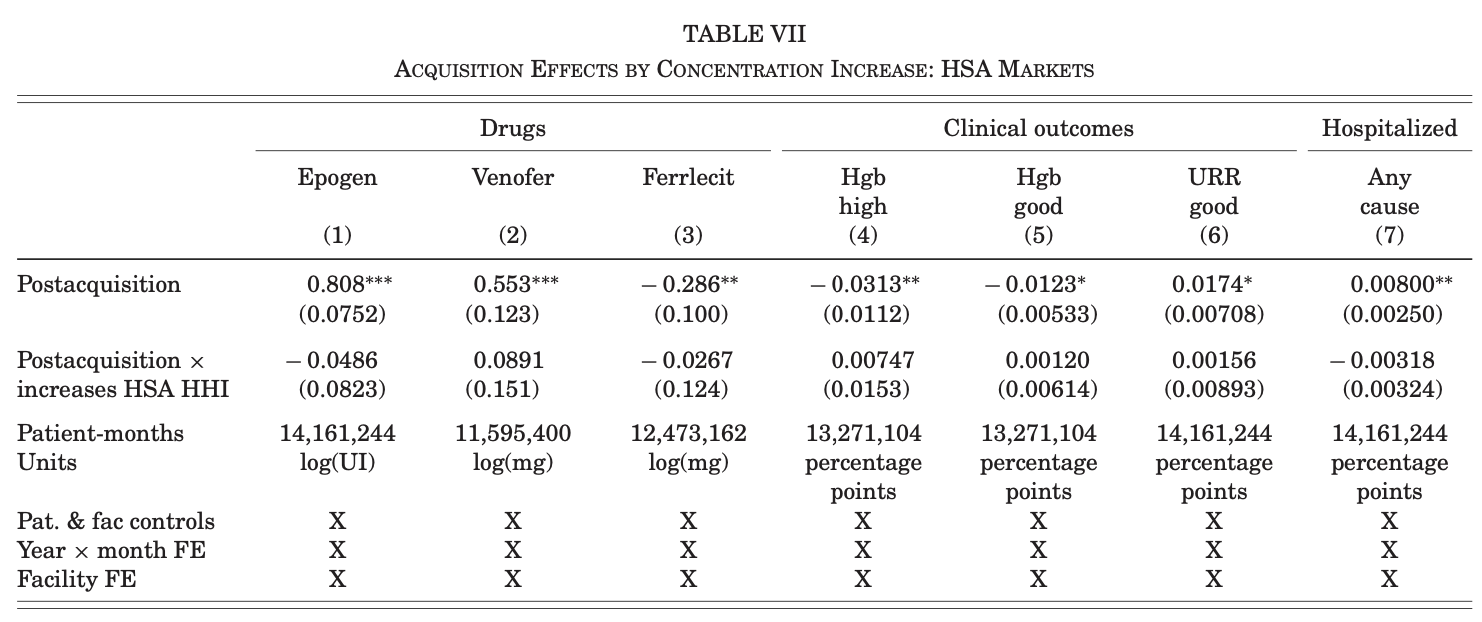 TABLE VII
ACQUISITION EFFECTS BY CONCENTRATION INCREASE: HSA MARKETS
Drugs Clinical outcomes Hospitalized
Epogen Venofer Ferrlecit Hgb Hgb URR Any
high good good cause
(1) (2) (3) (4) (5) (6) (7)
Postacquisition 0.808*** 0.553*** − 0.286** − 0.0313** − 0.0123* 0.0174* 0.00800**
(0.0752) (0.123) (0.100) (0.0112) (0.00533) (0.00708) (0.00250)
Postacquisition × − 0.0486 0.0891 − 0.0267 0.00747 0.00120 0.00156 − 0.00318
increases HSA HHI (0.0823) (0.151) (0.124) (0.0153) (0.00614) (0.00893) (0.00324)
Patient-months 14,161,244 11,595,400 12,473,162 13,271,104 13,271,104 14,161,244 14,161,244
Units log(UI) log(mg) log(mg) percentage percentage percentage percentage
points points points points
Pat. & fac controls X X X X X X X
Year × month FE X X X X X X X
Facility FE X X X X X X X